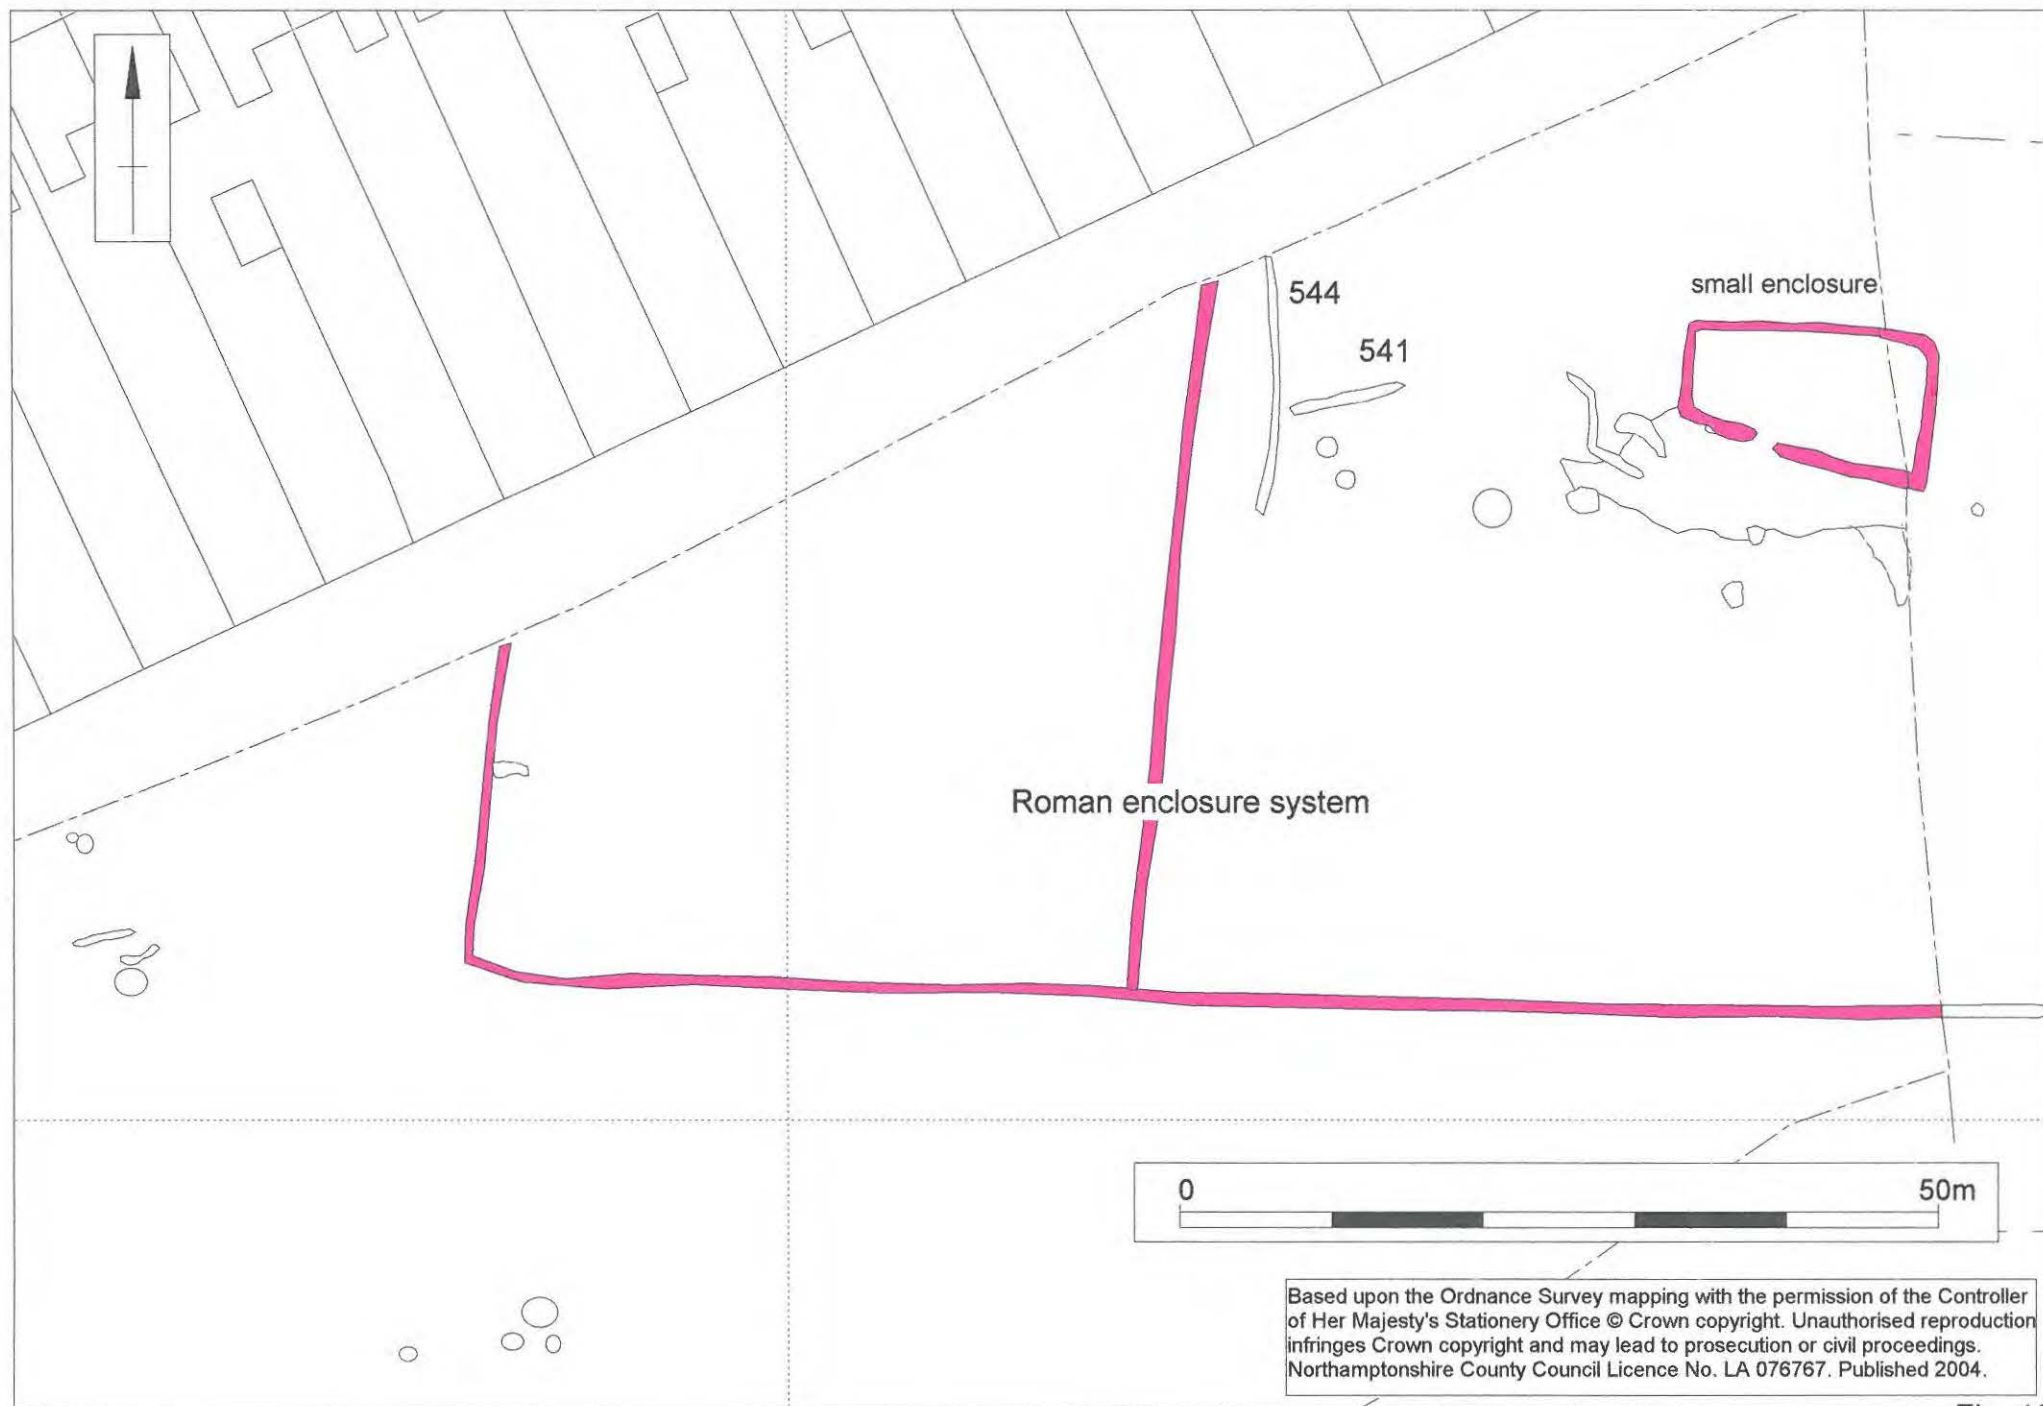 small enclosure
544
541
Roman enclosure system
0 50m
Based upon the Ordnance Survey mapping with the permission of the Controller
of Her Majesty's Stationery Office © Crown copyright. Unauthorised reproduction
infringes Crown copyright and may lead to prosecution or civil proceedings.
Northamptonshire County Council Licence No. LA 076767. Published 2004.